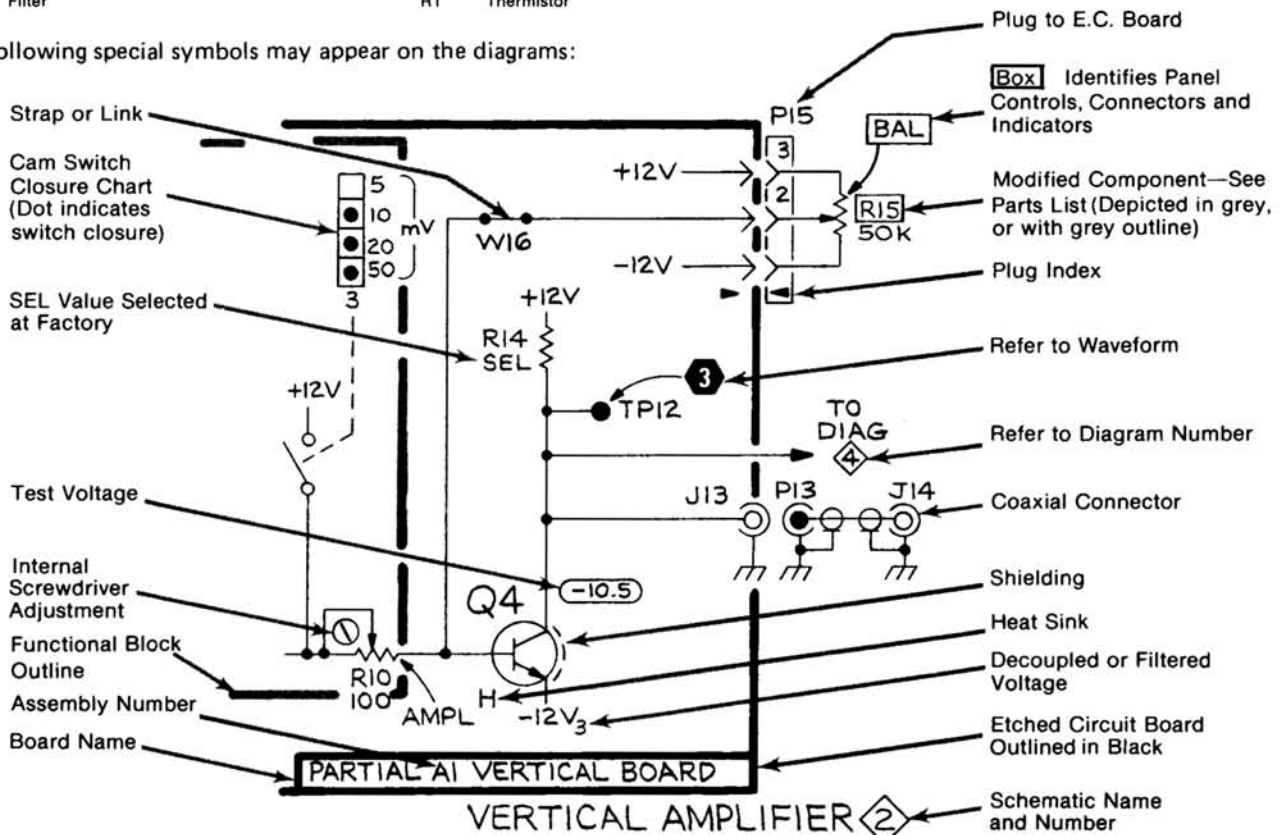 Filter
RT Thermistor
ollowing special symbols may appear on the diagrams:
Strap or Link
Cam Switch
Closure Chart
(Dot indicates
switch closure)
SEL Value Selected
at Factory
Test Voltage
Internal
Screwdriver
Adjustment
Functional Block
Outline
Assembly Number
Board Name
5
10
20
50
mV
3
+12V
W16
+12V
R14
SEL
TP12
3
+12V
-12V
P15
3
2
BAL
R15
50K
TO
DIAG
4
J13
P13
J14
-10.5
Q4
H
-12V3
R10
100
AMPL
PARTIAL A1 VERTICAL BOARD
VERTICAL AMPLIFIER 2
Plug to E.C. Board
Box Identifies Panel
Controls, Connectors and
Indicators
Modified Component—See
Parts List (Depicted in grey,
or with grey outline)
Plug Index
Refer to Waveform
Refer to Diagram Number
Coaxial Connector
Shielding
Heat Sink
Decoupled or Filtered
Voltage
Etched Circuit Board
Outlined in Black
Schematic Name
and Number